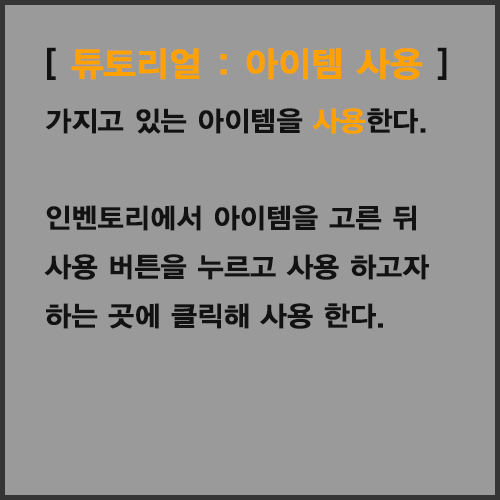 [ 튜토리얼 : 아이템 사용 ]
가지고 있는 아이템을 사용한다.
인벤토리에서 아이템을 고른 뒤
사용 버튼을 누르고 사용 하고자
하는 곳에 클릭해 사용 한다.